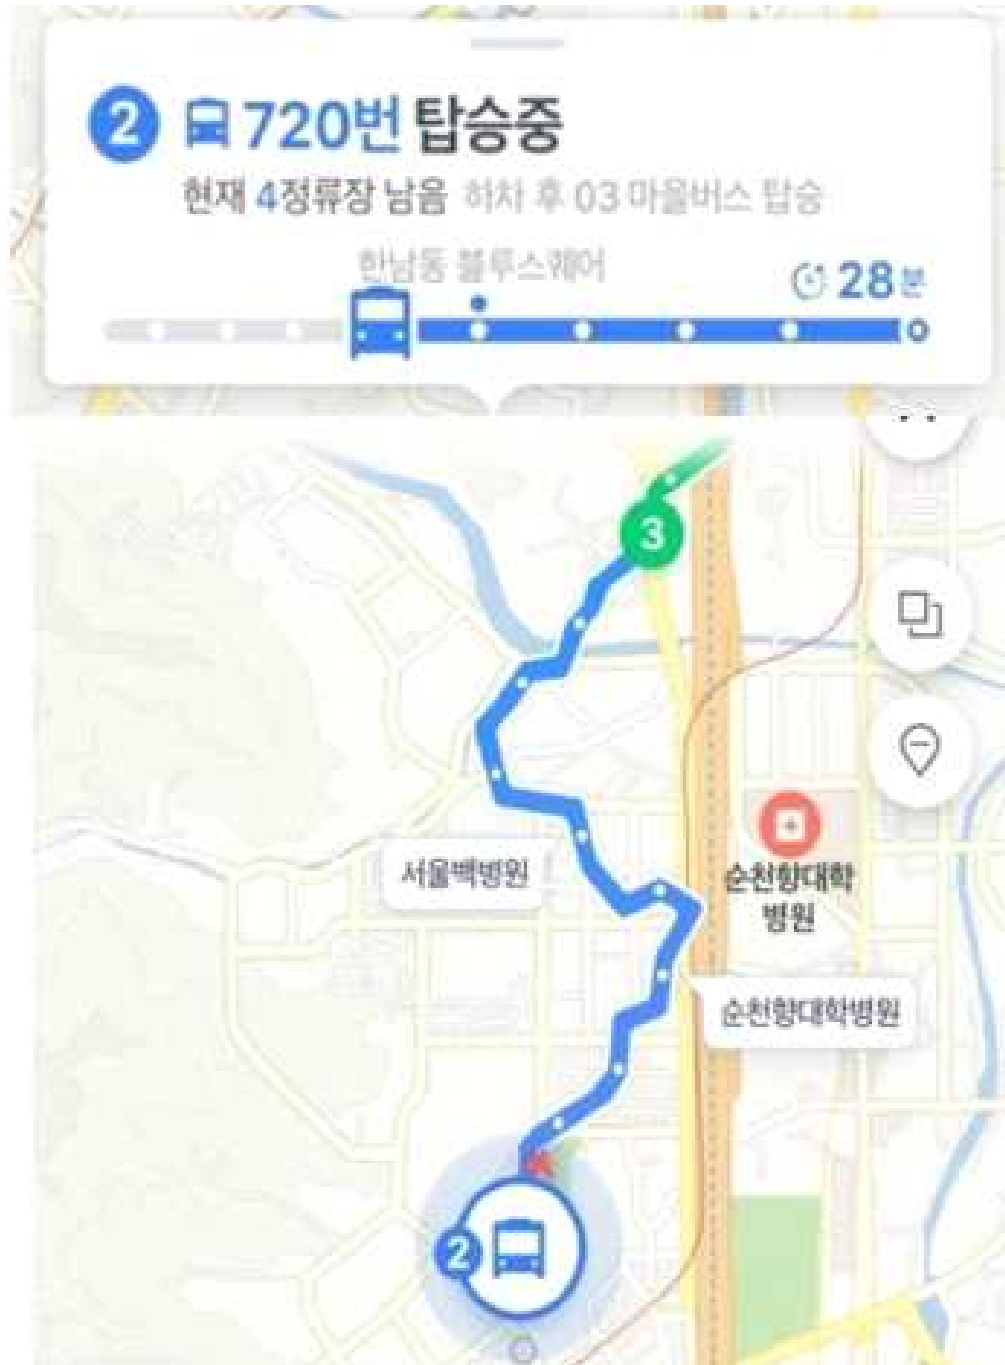 2 720번 탑승중
현재 4정류장 남음 하차 후 03 마을버스 탑승
한남동 블루스퀘어
28분
3
서울백병원
순천향대학
병원
순천향대학병원
2